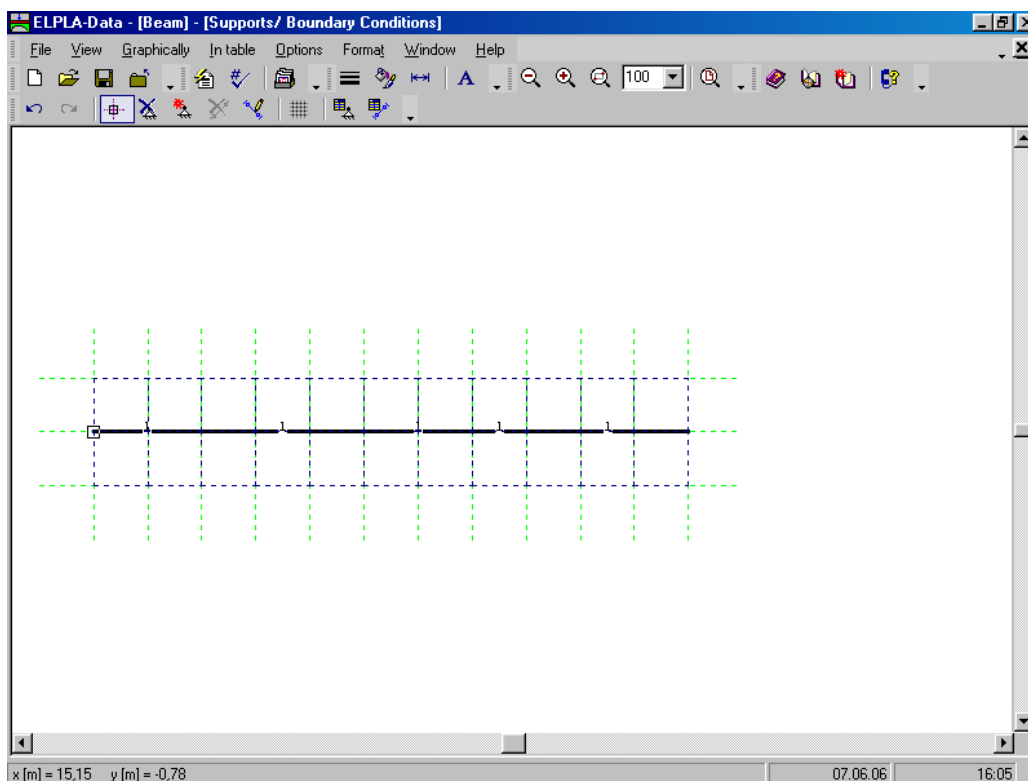 ELPLA-Data - [Beam] - [Supports/ Boundary Conditions]
File View Graphically In table Options Format Window Help
A 100
1 1 1 1 1
x [m] = 15,15 y [m] = -0,78 07.06.06 16:05